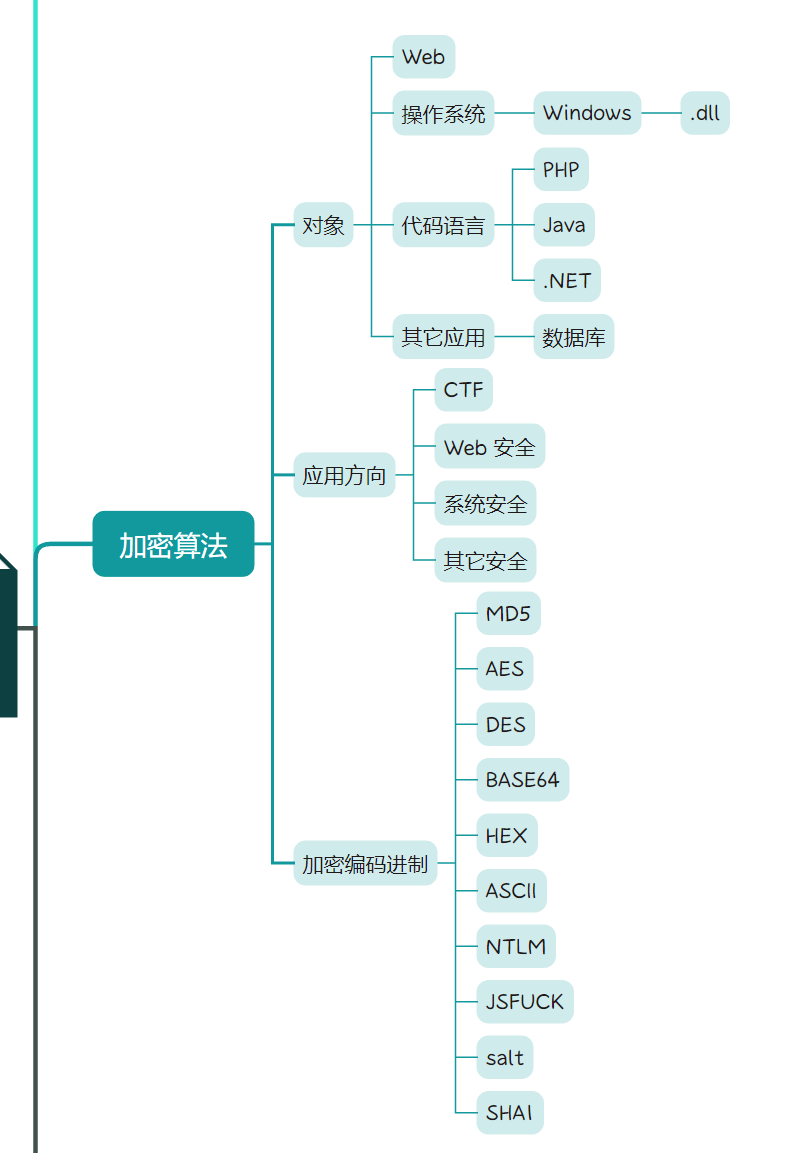 Web
操作系统
Windows
.dll
PHP
对象
代码语言
Java
.NET
其它应用
数据库
CTF
Web 安全
应用方向
系统安全
加密算法
其它安全
MD5
AES
DES
BASE64
HEX
加密编码进制
ASCII
NTLM
JSFUCK
salt
SHA1